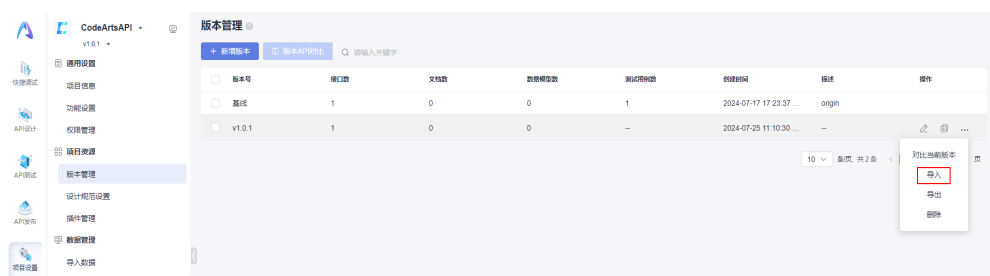 CodeArtsAPI
v1.0.1
快捷调试
API设计
API测试
API发布
项目设置
通用设置
项目信息
功能设置
权限管理
项目资源
版本管理
设计规范设置
插件管理
数据管理
导入数据
版本管理
+ 新增版本
版本API对比
请输入关键字
版本号 接口数 文档数 数据模型数 测试用例数 创建时间 描述 操作
基线 1 0 0 1 2024-07-17 17:23:37 ... origin
v1.0.1 1 0 0 -- 2024-07-25 11:10:30 ... -- ...
10 条/页, 共 2 条 < 页
对比当前版本
导入
导出
删除